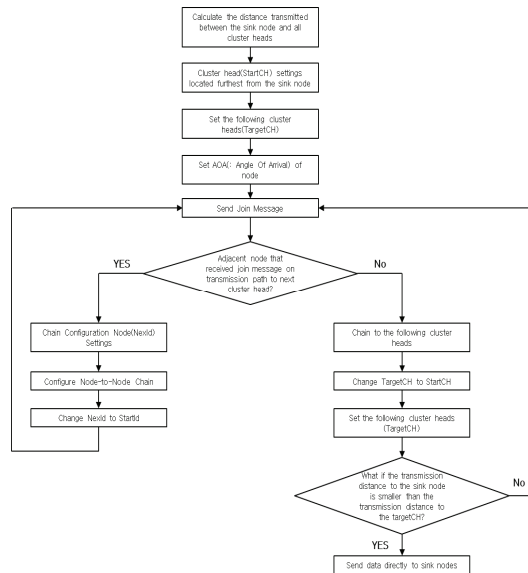 Calculate the distance transmitted
between the sink node and all
cluster heads
Cluster head(StartCH) settings
located furthest from the sink node
Set the following cluster
heads(TargetCH)
Set AOA(: Angle Of Arrival) of
node
Send Join Message
Adjacent node that
received join message on
transmission path to next
cluster head?
YES
No
Chain Configuration Node(NexId)
Settings
Configure Node-to-Node Chain
Change NexId to StartId
Chain to the following cluster
heads
Change TargetCH to StartCH
Set the following cluster heads
(TargetCH)
What if the transmission
distance to the sink node
is smaller than the
transmission distance to
the targetCH?
No
YES
Send data directly to sink nodes